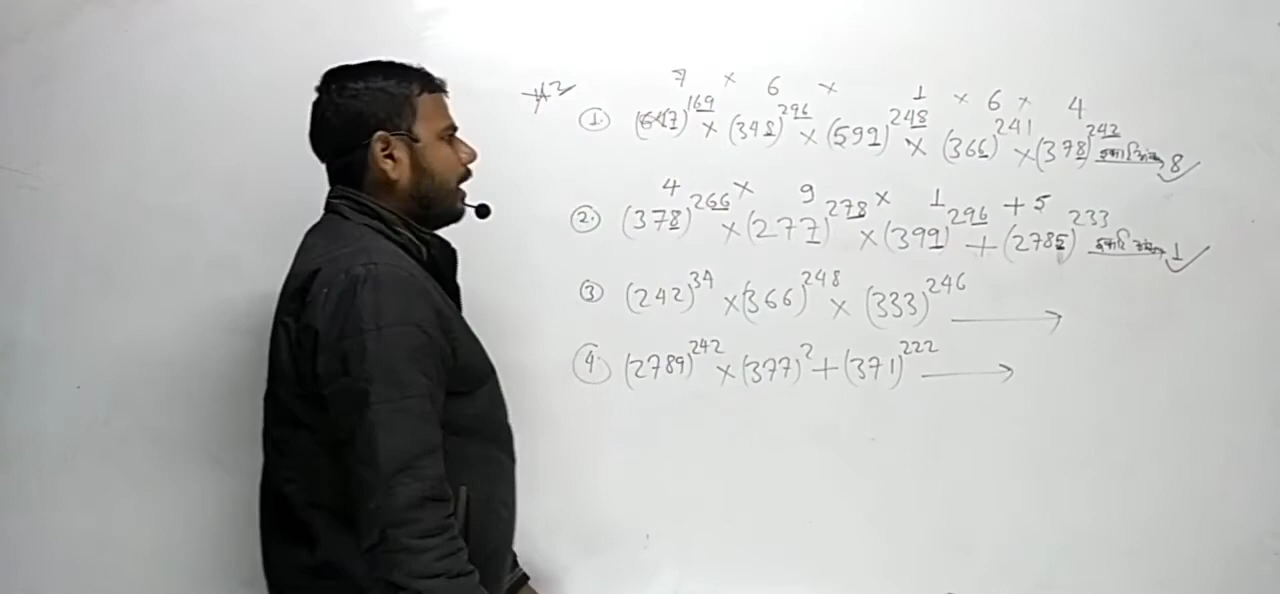 7 × 6 × 1 × 6 × 4
1. (647)^169 × (348)^296 × (591)^248 × (366)^241 × (378)^242 इकाई अंक → 8
4 × 9 × 1 + 5
2. (378)^266 × (277)^278 × (399)^296 + (2785)^233 इकाई अंक → 1
3 (242)^34 × (366)^248 × (333)^246 →
4. (2789)^242 × (377)^2 + (371)^222 →